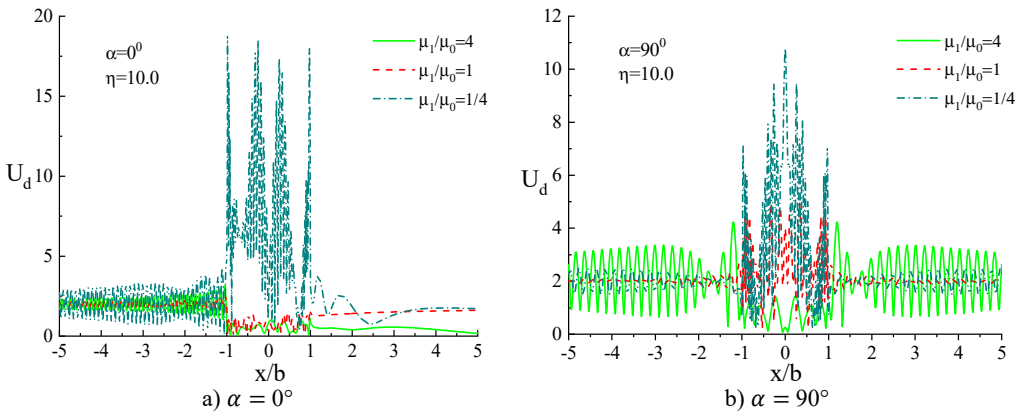 20
15
10
5
0
U_d
α=0⁰
η=10.0
μ₁/μ₀=4
μ₁/μ₀=1
μ₁/μ₀=1/4
-5 -4 -3 -2 -1 0 1 2 3 4 5
x/b
a) α = 0°
12
10
8
6
4
2
0
U_d
α=90⁰
η=10.0
μ₁/μ₀=4
μ₁/μ₀=1
μ₁/μ₀=1/4
-5 -4 -3 -2 -1 0 1 2 3 4 5
x/b
b) α = 90°